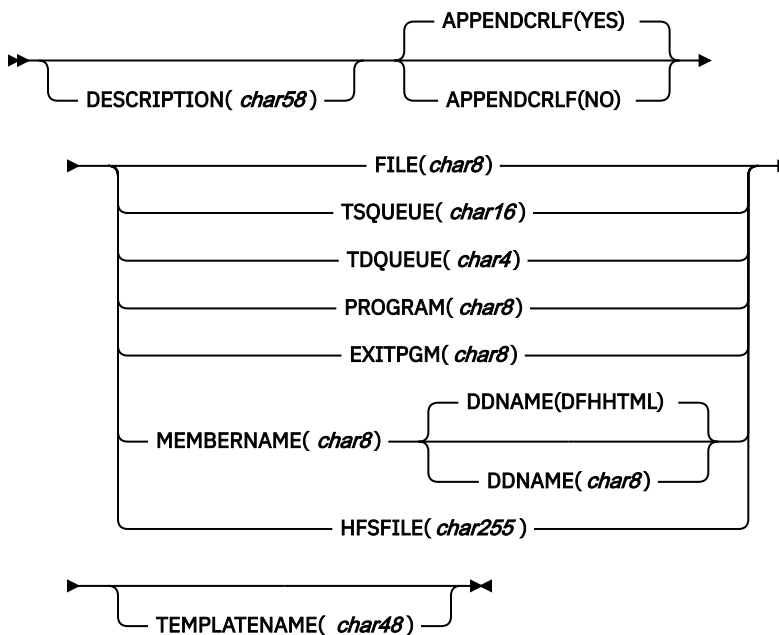 APPENDCRLF(YES)
DESCRIPTION( char58)
APPENDCRLF(NO)
FILE( char8)
TSQUEUE( char16)
TDQUEUE( char4)
PROGRAM( char8)
EXITPGM( char8)
DDNAME(DFHHTML)
MEMBERNAME( char8)
DDNAME( char8)
HFSFILE( char255)
TEMPLATENAME( char48)